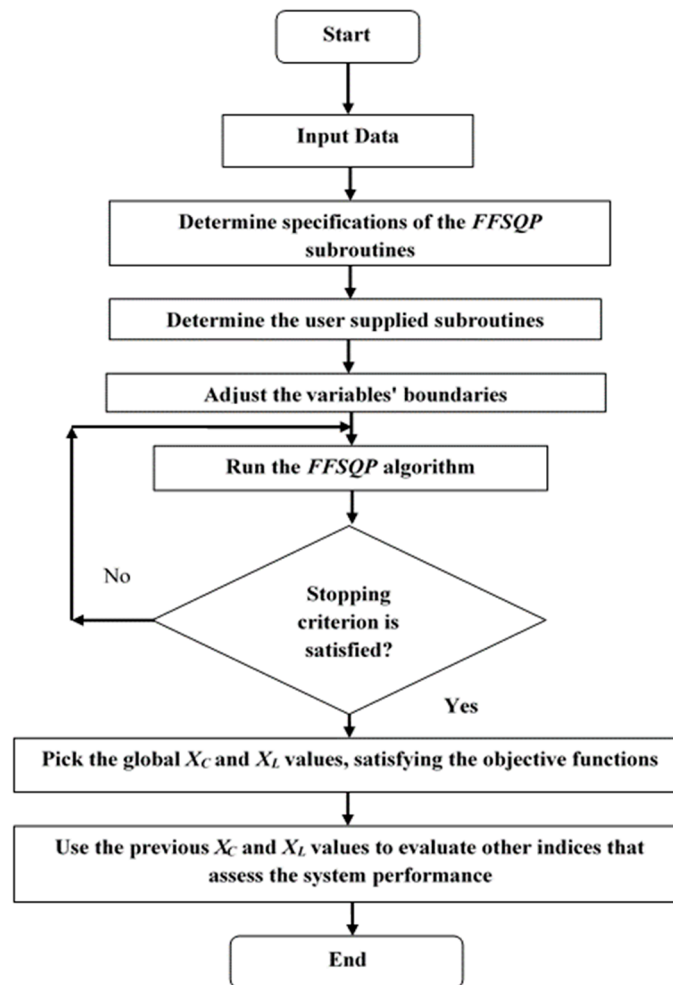 Start
Input Data
Determine specifications of the FFSQP
subroutines
Determine the user supplied subroutines
Adjust the variables' boundaries
Run the FFSQP algorithm
No
Stopping
criterion is
satisfied?
Yes
Pick the global XC and XL values, satisfying the objective functions
Use the previous XC and XL values to evaluate other indices that
assess the system performance
End